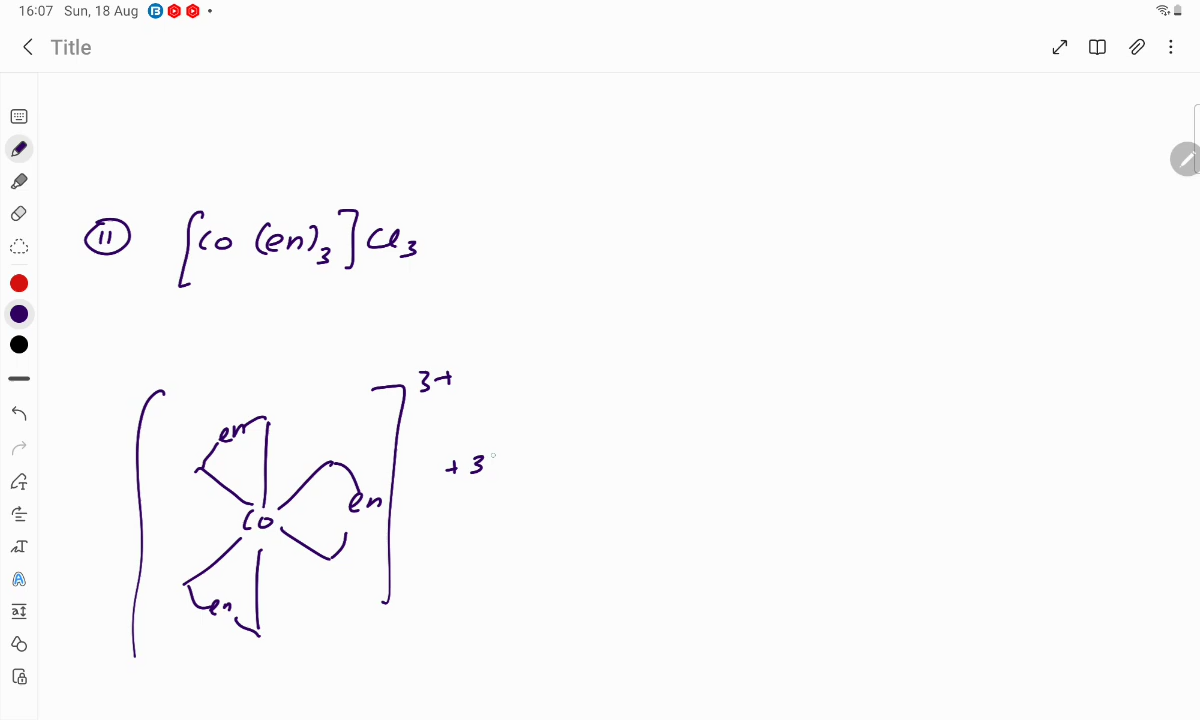 16:07 Sun, 18 Aug
Title
11 [Co (en)3] Cl3
3+
en
+ 3
en
Co
en